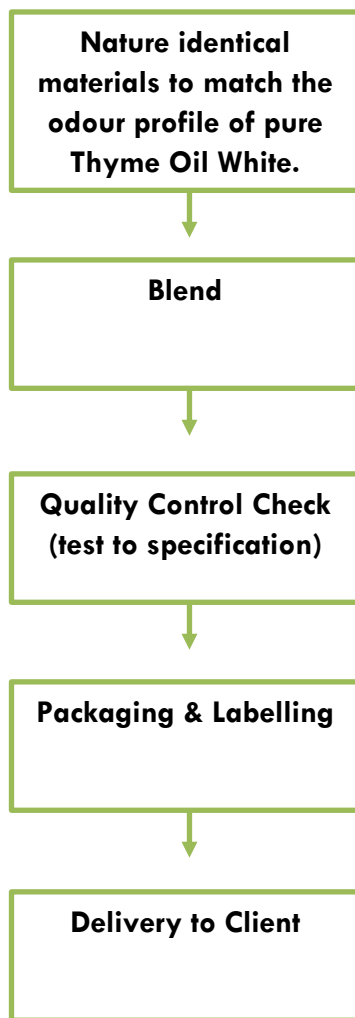 Nature identical
materials to match the
odour profile of pure
Thyme Oil White.
Blend
Quality Control Check
(test to specification)
Packaging & Labelling
Delivery to Client